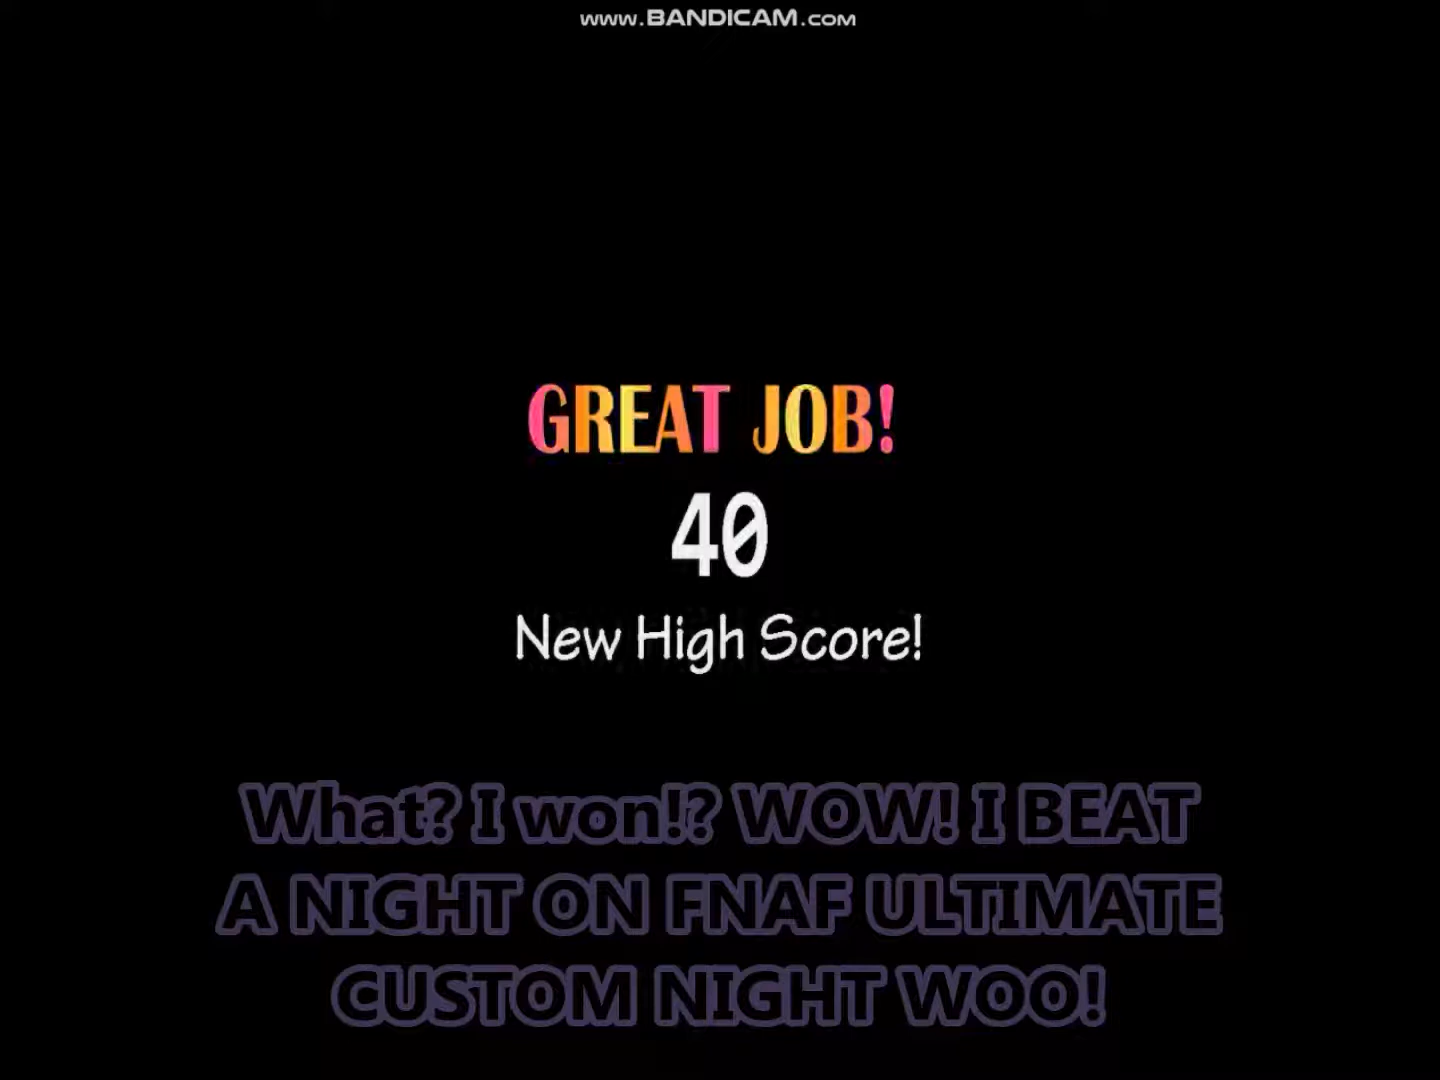 www.BANDICAM.com
GREAT JOB!
40
New High Score!
What? I won!? WOW! I BEAT
A NIGHT ON FNAF ULTIMATE
CUSTOM NIGHT WOO!